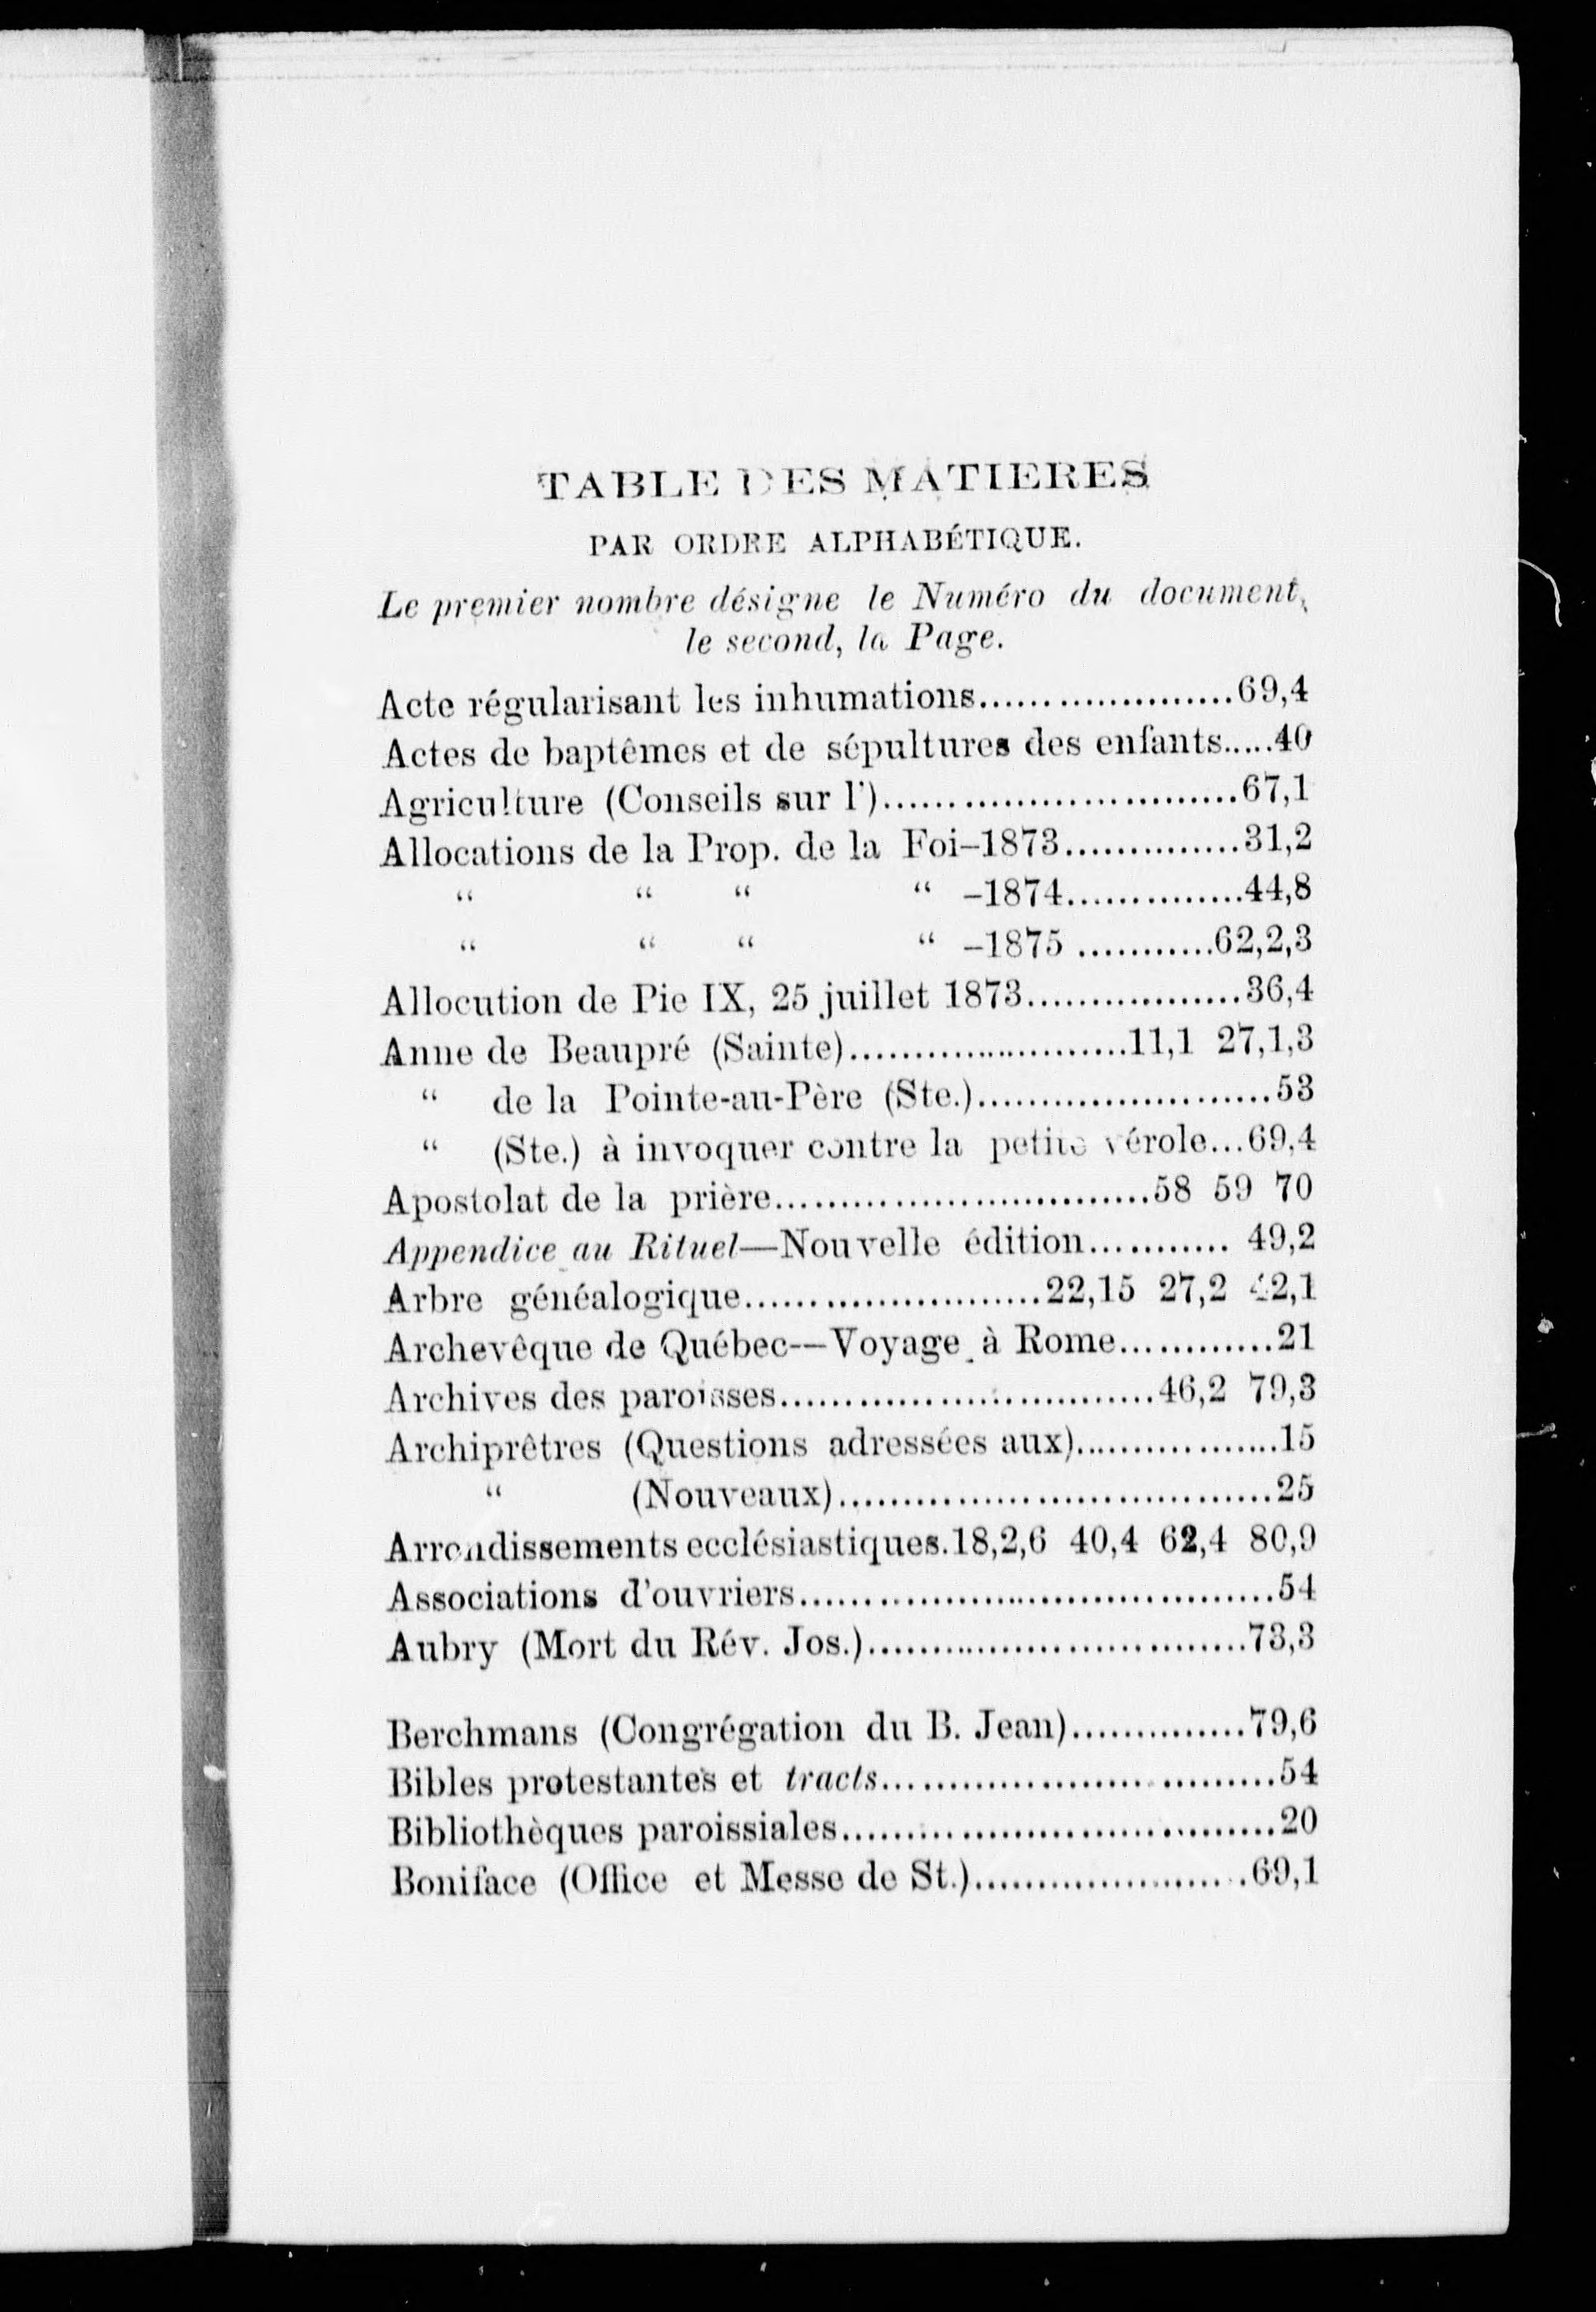 TABLE DES MATIERES
PAR ORDRE ALPHABÉTIQUE.
Le premier nombre désigne le Numéro du document,
le second, la Page.
Acte régularisant les inhumations....................69,4
Actes de baptêmes et de sépultures des enfants.....40
Agriculture (Conseils sur l')............................67,1
Allocations de la Prop. de la Foi–1873..............31,2
“ “ “ “ –1874..............44,8
“ “ “ “ –1875 ...........62,2,3
Allocution de Pie IX, 25 juillet 1873.................36,4
Anne de Beaupré (Sainte)......................11,1 27,1,3
“ de la Pointe-au-Père (Ste.).......................53
“ (Ste.) à invoquer contre la petite vérole...69,4
Apostolat de la prière.............................58 59 70
Appendice au Rituel—Nouvelle édition........... 49,2
Arbre généalogique.......................22,15 27,2 42,1
Archevêque de Québec—Voyage à Rome............21
Archives des paroisses.............................46,2 79,3
Archiprêtres (Questions adressées aux)................15
“ (Nouveaux)..................................25
Arrondissements ecclésiastiques.18,2,6 40,4 62,4 80,9
Associations d'ouvriers.....................................54
Aubry (Mort du Rév. Jos.)..............................73,3
Berchmans (Congrégation du B. Jean)..............79,6
Bibles protestantes et tracts...............................54
Bibliothèques paroissiales..................................20
Boniface (Office et Messe de St.)......................69,1